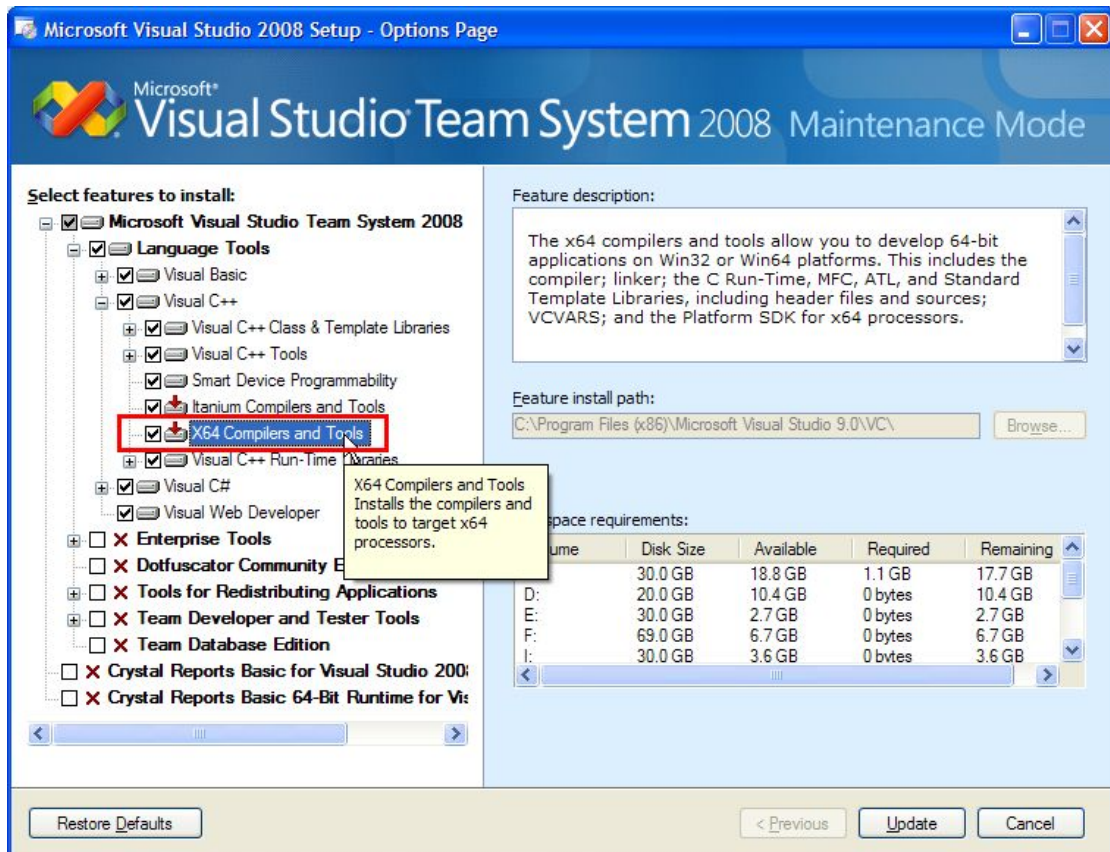 Microsoft Visual Studio 2008 Setup - Options Page
Microsoft®
Visual Studio Team System 2008 Maintenance Mode
Select features to install:
Microsoft Visual Studio Team System 2008
Language Tools
Visual Basic
Visual C++
Visual C++ Class & Template Libraries
Visual C++ Tools
Smart Device Programmability
Itanium Compilers and Tools
X64 Compilers and Tools
Visual C++ Run-Time
Visual C#
Visual Web Developer
Enterprise Tools
Dotfuscator Community E
Tools for Redistributing Applications
Team Developer and Tester Tools
Team Database Edition
Crystal Reports Basic for Visual Studio 200
Crystal Reports Basic 64-Bit Runtime for Vis
X64 Compilers and Tools
Installs the compilers and
tools to target x64
processors.
Feature description:
The x64 compilers and tools allow you to develop 64-bit
applications on Win32 or Win64 platforms. This includes the
compiler; linker; the C Run-Time, MFC, ATL, and Standard
Template Libraries, including header files and sources;
VCVARS; and the Platform SDK for x64 processors.
Feature install path:
C:\Program Files (x86)\Microsoft Visual Studio 9.0\VC\
Browse...
space requirements:
ume Disk Size Available Required Remaining
30.0 GB 18.8 GB 1.1 GB 17.7 GB
D: 20.0 GB 10.4 GB 0 bytes 10.4 GB
E: 30.0 GB 2.7 GB 0 bytes 2.7 GB
F: 69.0 GB 6.7 GB 0 bytes 6.7 GB
I: 30.0 GB 3.6 GB 0 bytes 3.6 GB
Restore Defaults
< Previous
Update
Cancel